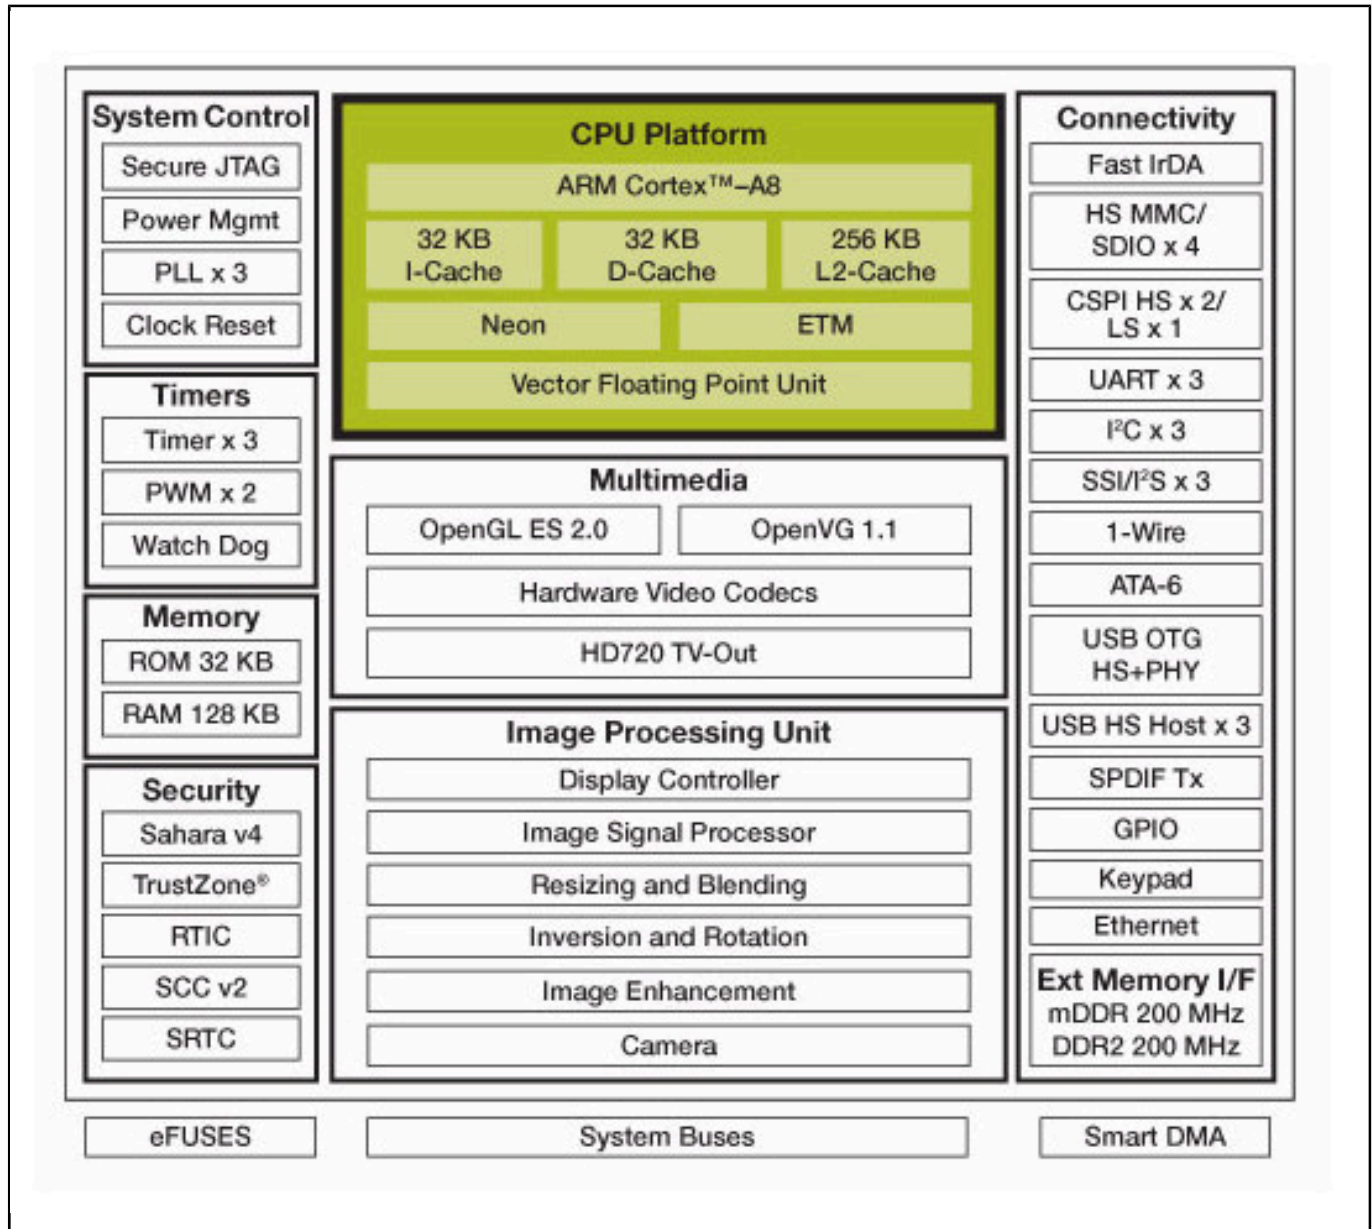 System Control
Secure JTAG
Power Mgmt
PLL x 3
Clock Reset
Timers
Timer x 3
PWM x 2
Watch Dog
Memory
ROM 32 KB
RAM 128 KB
Security
Sahara v4
TrustZone®
RTIC
SCC v2
SRTC
CPU Platform
ARM Cortex™–A8
32 KB
I-Cache
32 KB
D-Cache
256 KB
L2-Cache
Neon
ETM
Vector Floating Point Unit
Multimedia
OpenGL ES 2.0
OpenVG 1.1
Hardware Video Codecs
HD720 TV-Out
Image Processing Unit
Display Controller
Image Signal Processor
Resizing and Blending
Inversion and Rotation
Image Enhancement
Camera
Connectivity
Fast IrDA
HS MMC/
SDIO x 4
CSPI HS x 2/
LS x 1
UART x 3
I²C x 3
SSI/I²S x 3
1-Wire
ATA-6
USB OTG
HS+PHY
USB HS Host x 3
SPDIF Tx
GPIO
Keypad
Ethernet
Ext Memory I/F
mDDR 200 MHz
DDR2 200 MHz
eFUSES
System Buses
Smart DMA